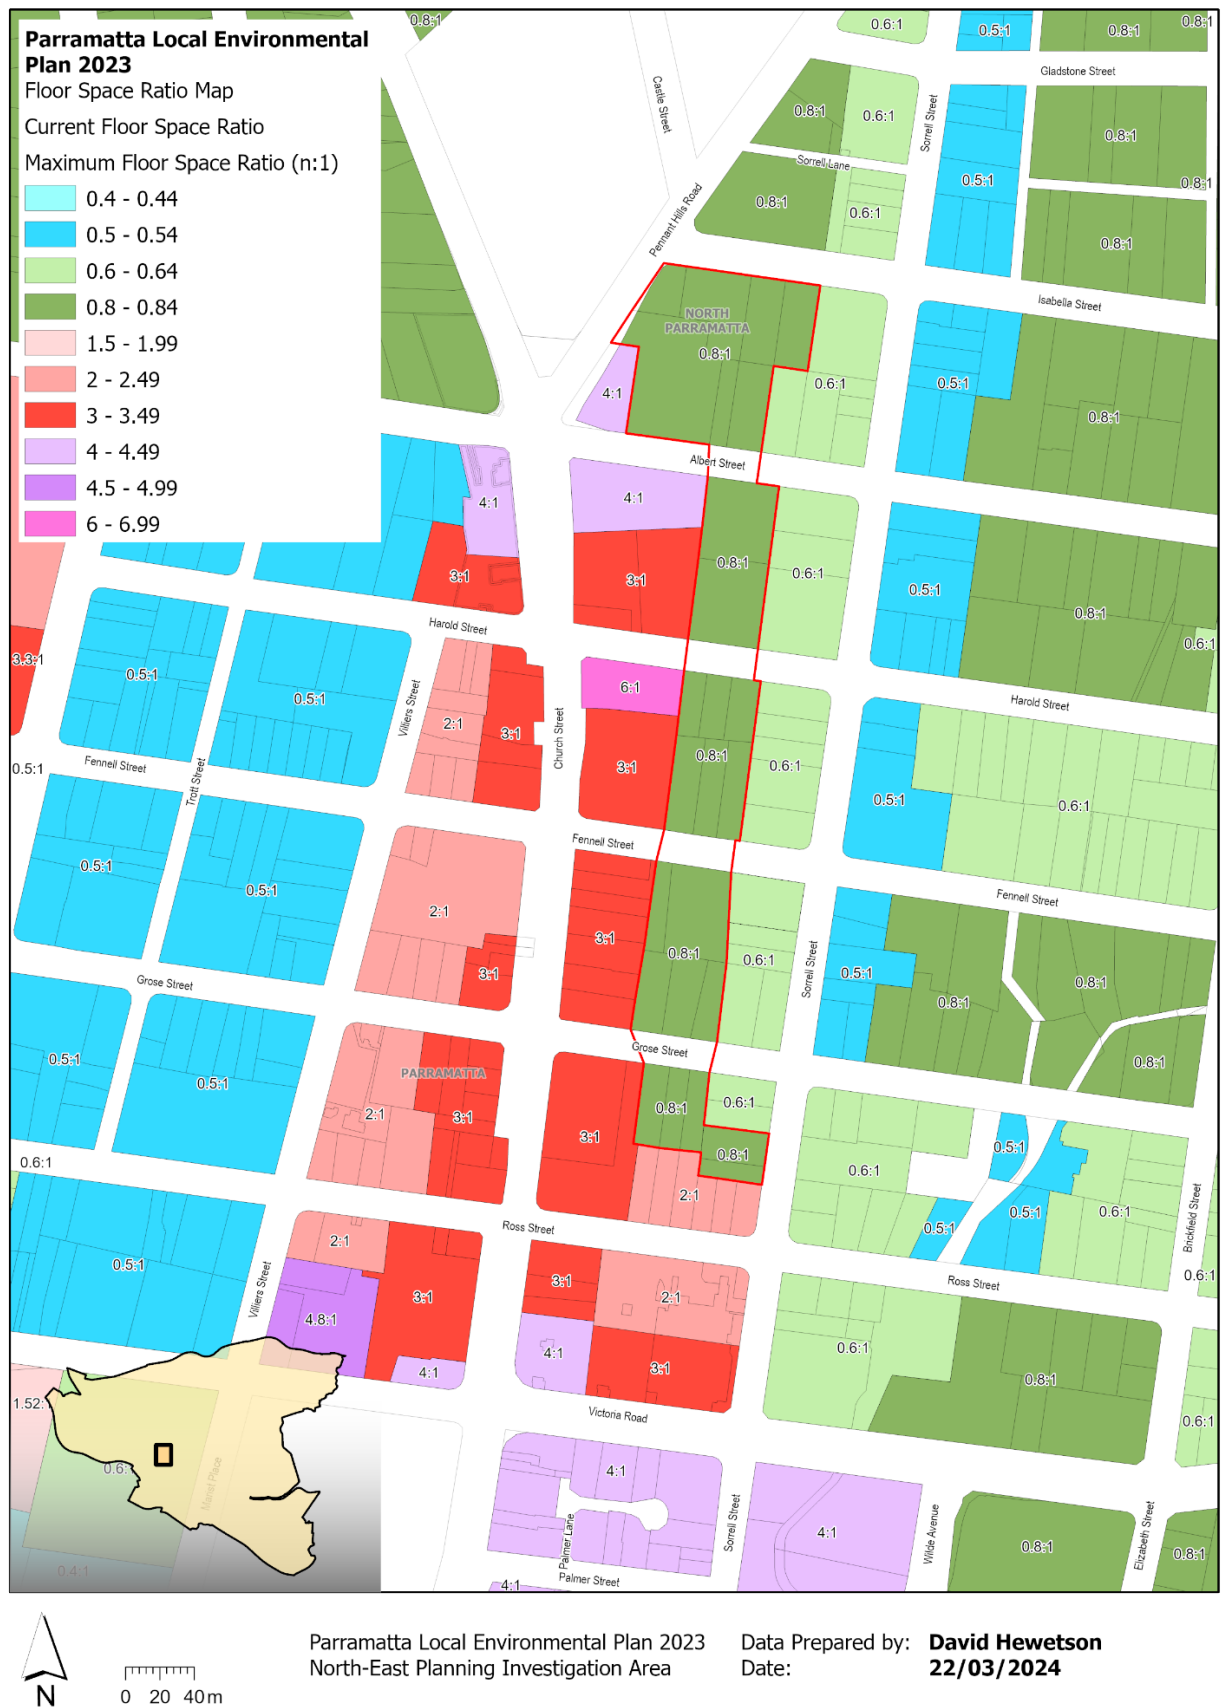 Parramatta Local Environmental
Plan 2023
Floor Space Ratio Map
Current Floor Space Ratio
Maximum Floor Space Ratio (n:1)
0.4 - 0.44
0.5 - 0.54
0.6 - 0.64
0.8 - 0.84
1.5 - 1.99
2 - 2.49
3 - 3.49
4 - 4.49
4.5 - 4.99
6 - 6.99
0.8:1
0.6:1
0.5:1
0.8:1
0.8:1
Gladstone Street
Castle Street
0.8:1
0.6:1
Sorrell Street
0.8:1
Sorrell Lane
0.5:1
0.8:1
Pennant Hills Road
0.8:1
0.6:1
0.8:1
Isabella Street
NORTH
PARRAMATTA
0.8:1
4:1
0.6:1
0.5:1
0.8:1
Albert Street
4:1
4:1
0.8:1
3:1
3:1
0.6:1
0.5:1
0.8:1
Harold Street
0.6:1
3.3:1
0.5:1
0.5:1
Villiers Street
2:1
3:1
Church Street
6:1
3:1
0.8:1
0.6:1
Harold Street
0.5:1
0.6:1
0.5:1
Fennell Street
Trott Street
0.5:1
0.5:1
2:1
Fennell Street
Fennell Street
3:1
3:1
0.8:1
0.6:1
Sorrell Street
0.5:1
0.8:1
0.8:1
Grose Street
Grose Street
0.5:1
0.5:1
PARRAMATTA
2:1
3:1
3:1
0.8:1
0.6:1
0.8:1
0.8:1
2:1
0.6:1
0.5:1
0.5:1
0.5:1
0.6:1
Brickfield Street
0.6:1
0.5:1
Villiers Street
Ross Street
Ross Street
0.6:1
2:1
3:1
4.8:1
4:1
3:1
2:1
4:1
3:1
0.6:1
0.8:1
0.6:1
Victoria Road
1.52:
0.6:
Marist Place
0.4:1
4:1
Palmer Lane
Palmer Street
4:1
Sorrell Street
4:1
Wilde Avenue
0.8:1
Elizabeth Street
0.8:1
N
0 20 40 m
Parramatta Local Environmental Plan 2023
North-East Planning Investigation Area
Data Prepared by: David Hewetson
Date: 22/03/2024